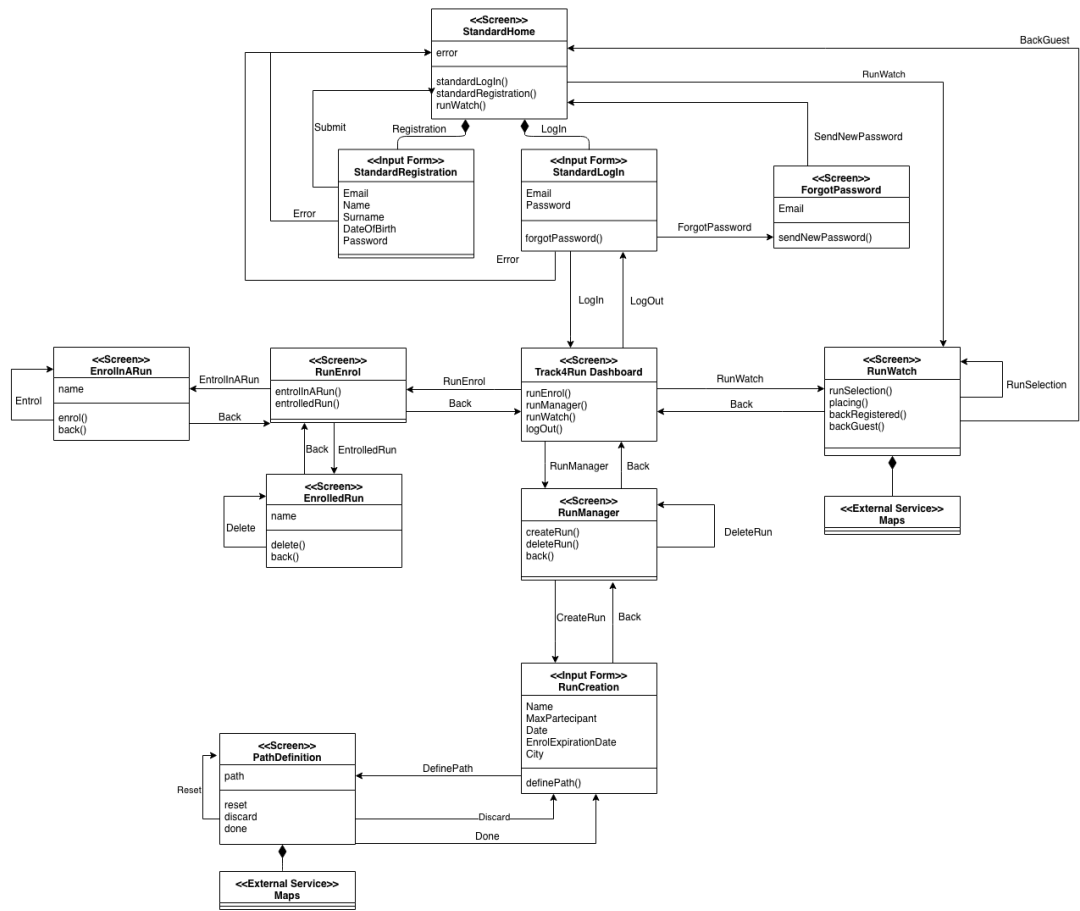 <<Screen>>
StandardHome
error
standardLogIn()
standardRegistration()
runWatch()
BackGuest
RunWatch
Submit
Registration
LogIn
SendNewPassword
<<Input Form>>
StandardRegistration
Email
Name
Surname
DateOfBirth
Password
Error
<<Input Form>>
StandardLogIn
Email
Password
forgotPassword()
Error
ForgotPassword
<<Screen>>
ForgotPassword
Email
sendNewPassword()
LogIn
LogOut
<<Screen>>
EnrolInARun
name
enrol()
back()
Entrol
EntrolInARun
Back
<<Screen>>
RunEnrol
entrolInARun()
entrolledRun()
RunEnrol
Back
<<Screen>>
Track4Run Dashboard
runEnrol()
runManager()
runWatch()
logOut()
RunWatch
Back
<<Screen>>
RunWatch
runSelection()
placing()
backRegistered()
backGuest()
RunSelection
Back
EntrolledRun
<<Screen>>
EnrolledRun
name
delete()
back()
Delete
RunManager
Back
<<Screen>>
RunManager
createRun()
deleteRun()
back()
DeleteRun
<<External Service>>
Maps
CreateRun
Back
<<Input Form>>
RunCreation
Name
MaxPartecipant
Date
EnrolExpirationDate
City
definePath()
DefinePath
<<Screen>>
PathDefinition
path
reset
discard
done
Reset
Discard
Done
<<External Service>>
Maps